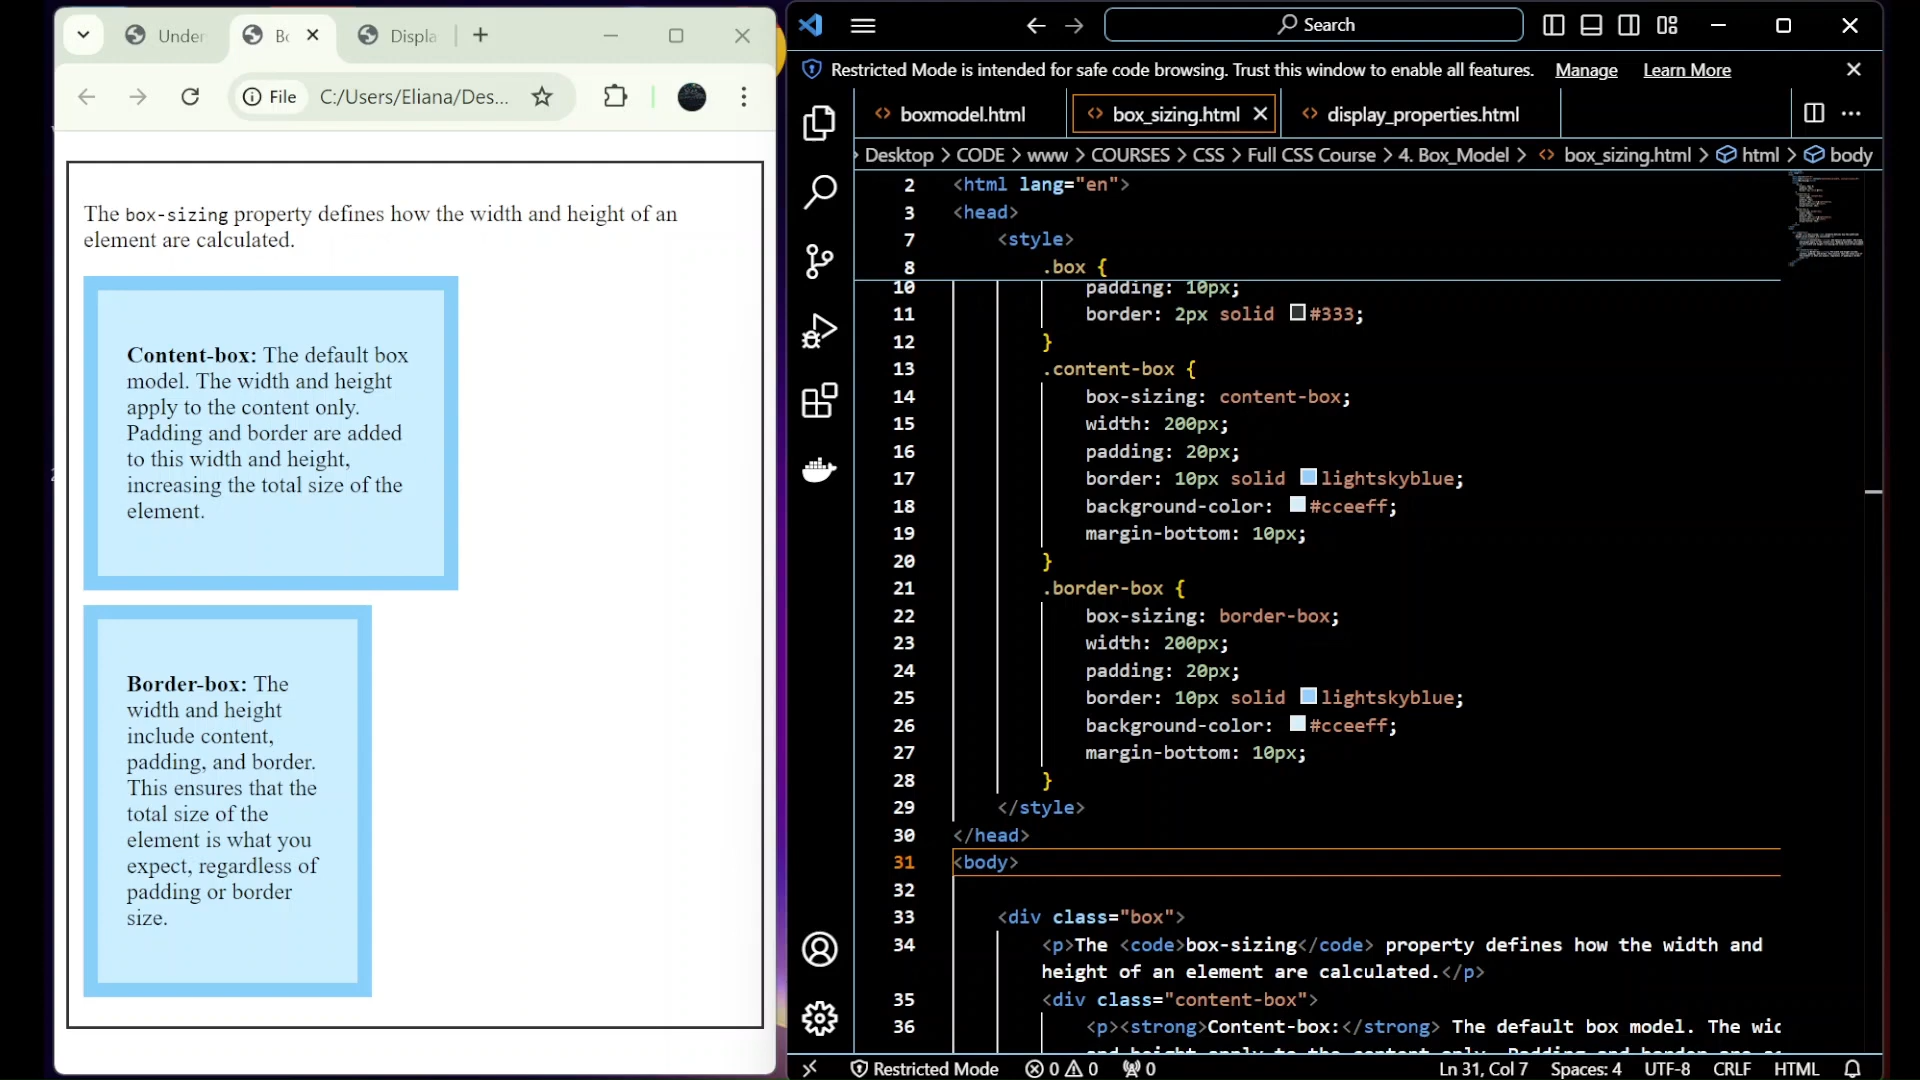 Under
Bo
Displa
File
C:/Users/Eliana/Des...
The box-sizing property defines how the width and height of an
element are calculated.
Content-box: The default box
model. The width and height
apply to the content only.
Padding and border are added
to this width and height,
increasing the total size of the
element.
Border-box: The
width and height
include content,
padding, and border.
This ensures that the
total size of the
element is what you
expect, regardless of
padding or border
size.
Search
Restricted Mode is intended for safe code browsing. Trust this window to enable all features. Manage Learn More
boxmodel.html
box_sizing.html
display_properties.html
Desktop > CODE > www > COURSES > CSS > Full CSS Course > 4. Box_Model > box_sizing.html > html > body
2 <html lang="en">
3 <head>
7 <style>
8 .box {
10 padding: 10px;
11 border: 2px solid #333;
12 }
13 .content-box {
14 box-sizing: content-box;
15 width: 200px;
16 padding: 20px;
17 border: 10px solid lightskyblue;
18 background-color: #cceeff;
19 margin-bottom: 10px;
20 }
21 .border-box {
22 box-sizing: border-box;
23 width: 200px;
24 padding: 20px;
25 border: 10px solid lightskyblue;
26 background-color: #cceeff;
27 margin-bottom: 10px;
28 }
29 </style>
30 </head>
31 <body>
32
33 <div class="box">
34 <p>The <code>box-sizing</code> property defines how the width and
height of an element are calculated.</p>
35 <div class="content-box">
36 <p><strong>Content-box:</strong> The default box model. The wid
and height apply to the content only. Padding and border are
Restricted Mode
0 0
0
Ln 31, Col 7
Spaces: 4
UTF-8
CRLF
HTML